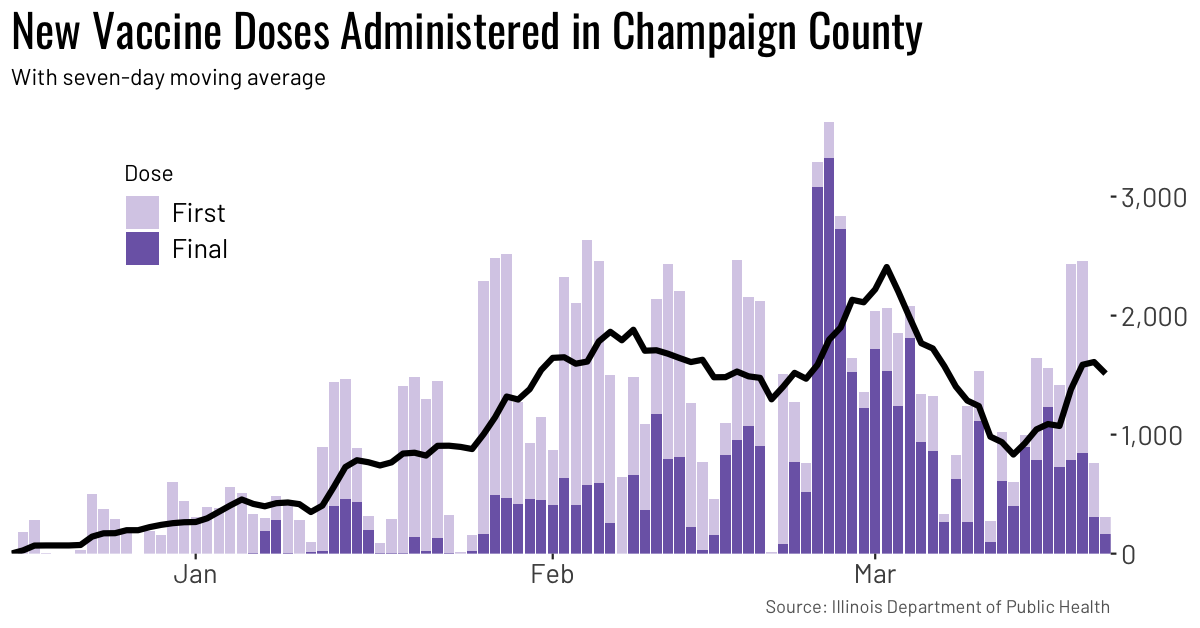 New Vaccine Doses Administered in Champaign County
With seven-day moving average
Dose
First
Final
3,000
2,000
1,000
0
Jan Feb Mar
Source: Illinois Department of Public Health